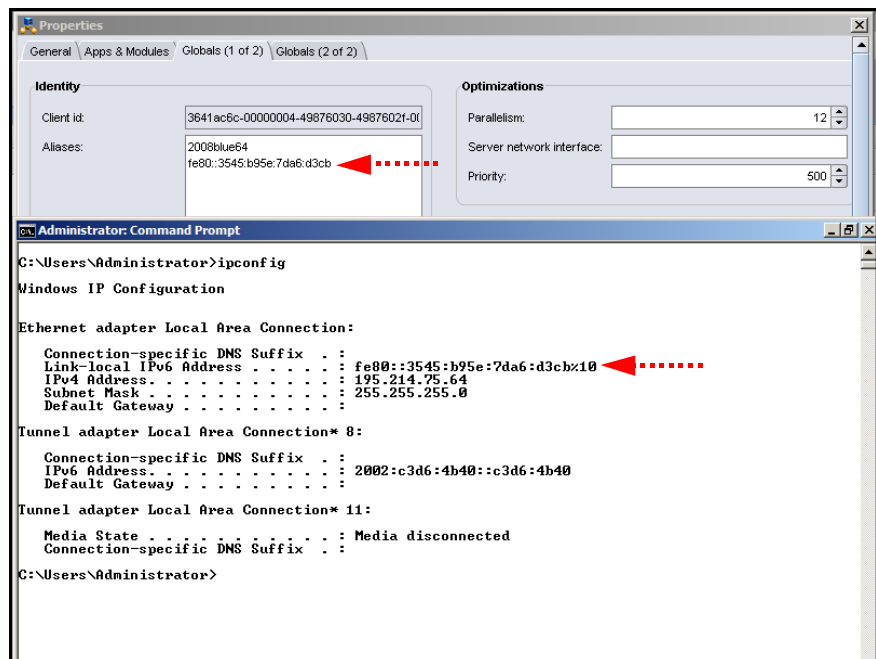 Properties
General Apps & Modules Globals (1 of 2) Globals (2 of 2)
Identity
Client id: 3641ac6c-00000004-49876030-4987602f-0
Aliases: 2008blue64
fe80::3545:b95e:7da6:d3cb
Optimizations
Parallelism: 12
Server network interface:
Priority: 500
Administrator: Command Prompt
C:\Users\Administrator>ipconfig
Windows IP Configuration
Ethernet adapter Local Area Connection:
Connection-specific DNS Suffix . :
Link-local IPv6 Address . . . . . : fe80::3545:b95e:7da6:d3cb%10
IPv4 Address. . . . . . . . . . . : 195.214.75.64
Subnet Mask . . . . . . . . . . . : 255.255.255.0
Default Gateway . . . . . . . . . :
Tunnel adapter Local Area Connection* 8:
Connection-specific DNS Suffix . :
IPv6 Address. . . . . . . . . . . : 2002:c3d6:4b40::c3d6:4b40
Default Gateway . . . . . . . . . :
Tunnel adapter Local Area Connection* 11:
Media State . . . . . . . . . . . : Media disconnected
Connection-specific DNS Suffix . :
C:\Users\Administrator>